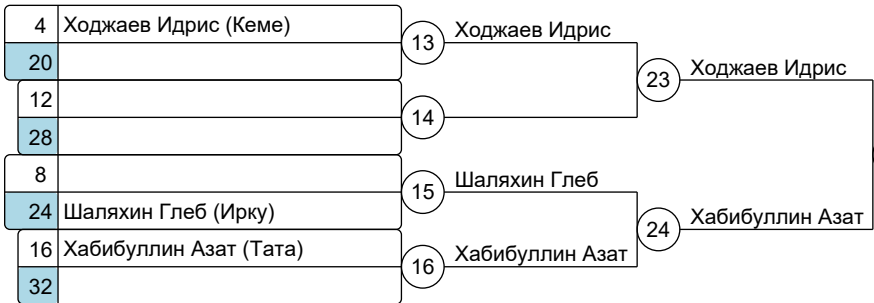 4 Ходжаев Идрис (Кеме)
20
13 Ходжаев Идрис
12
28
14
23 Ходжаев Идрис
8
24 Шаляхин Глеб (Ирку)
15 Шаляхин Глеб
16 Хабибуллин Азат (Тата)
32
16 Хабибуллин Азат
24 Хабибуллин Азат